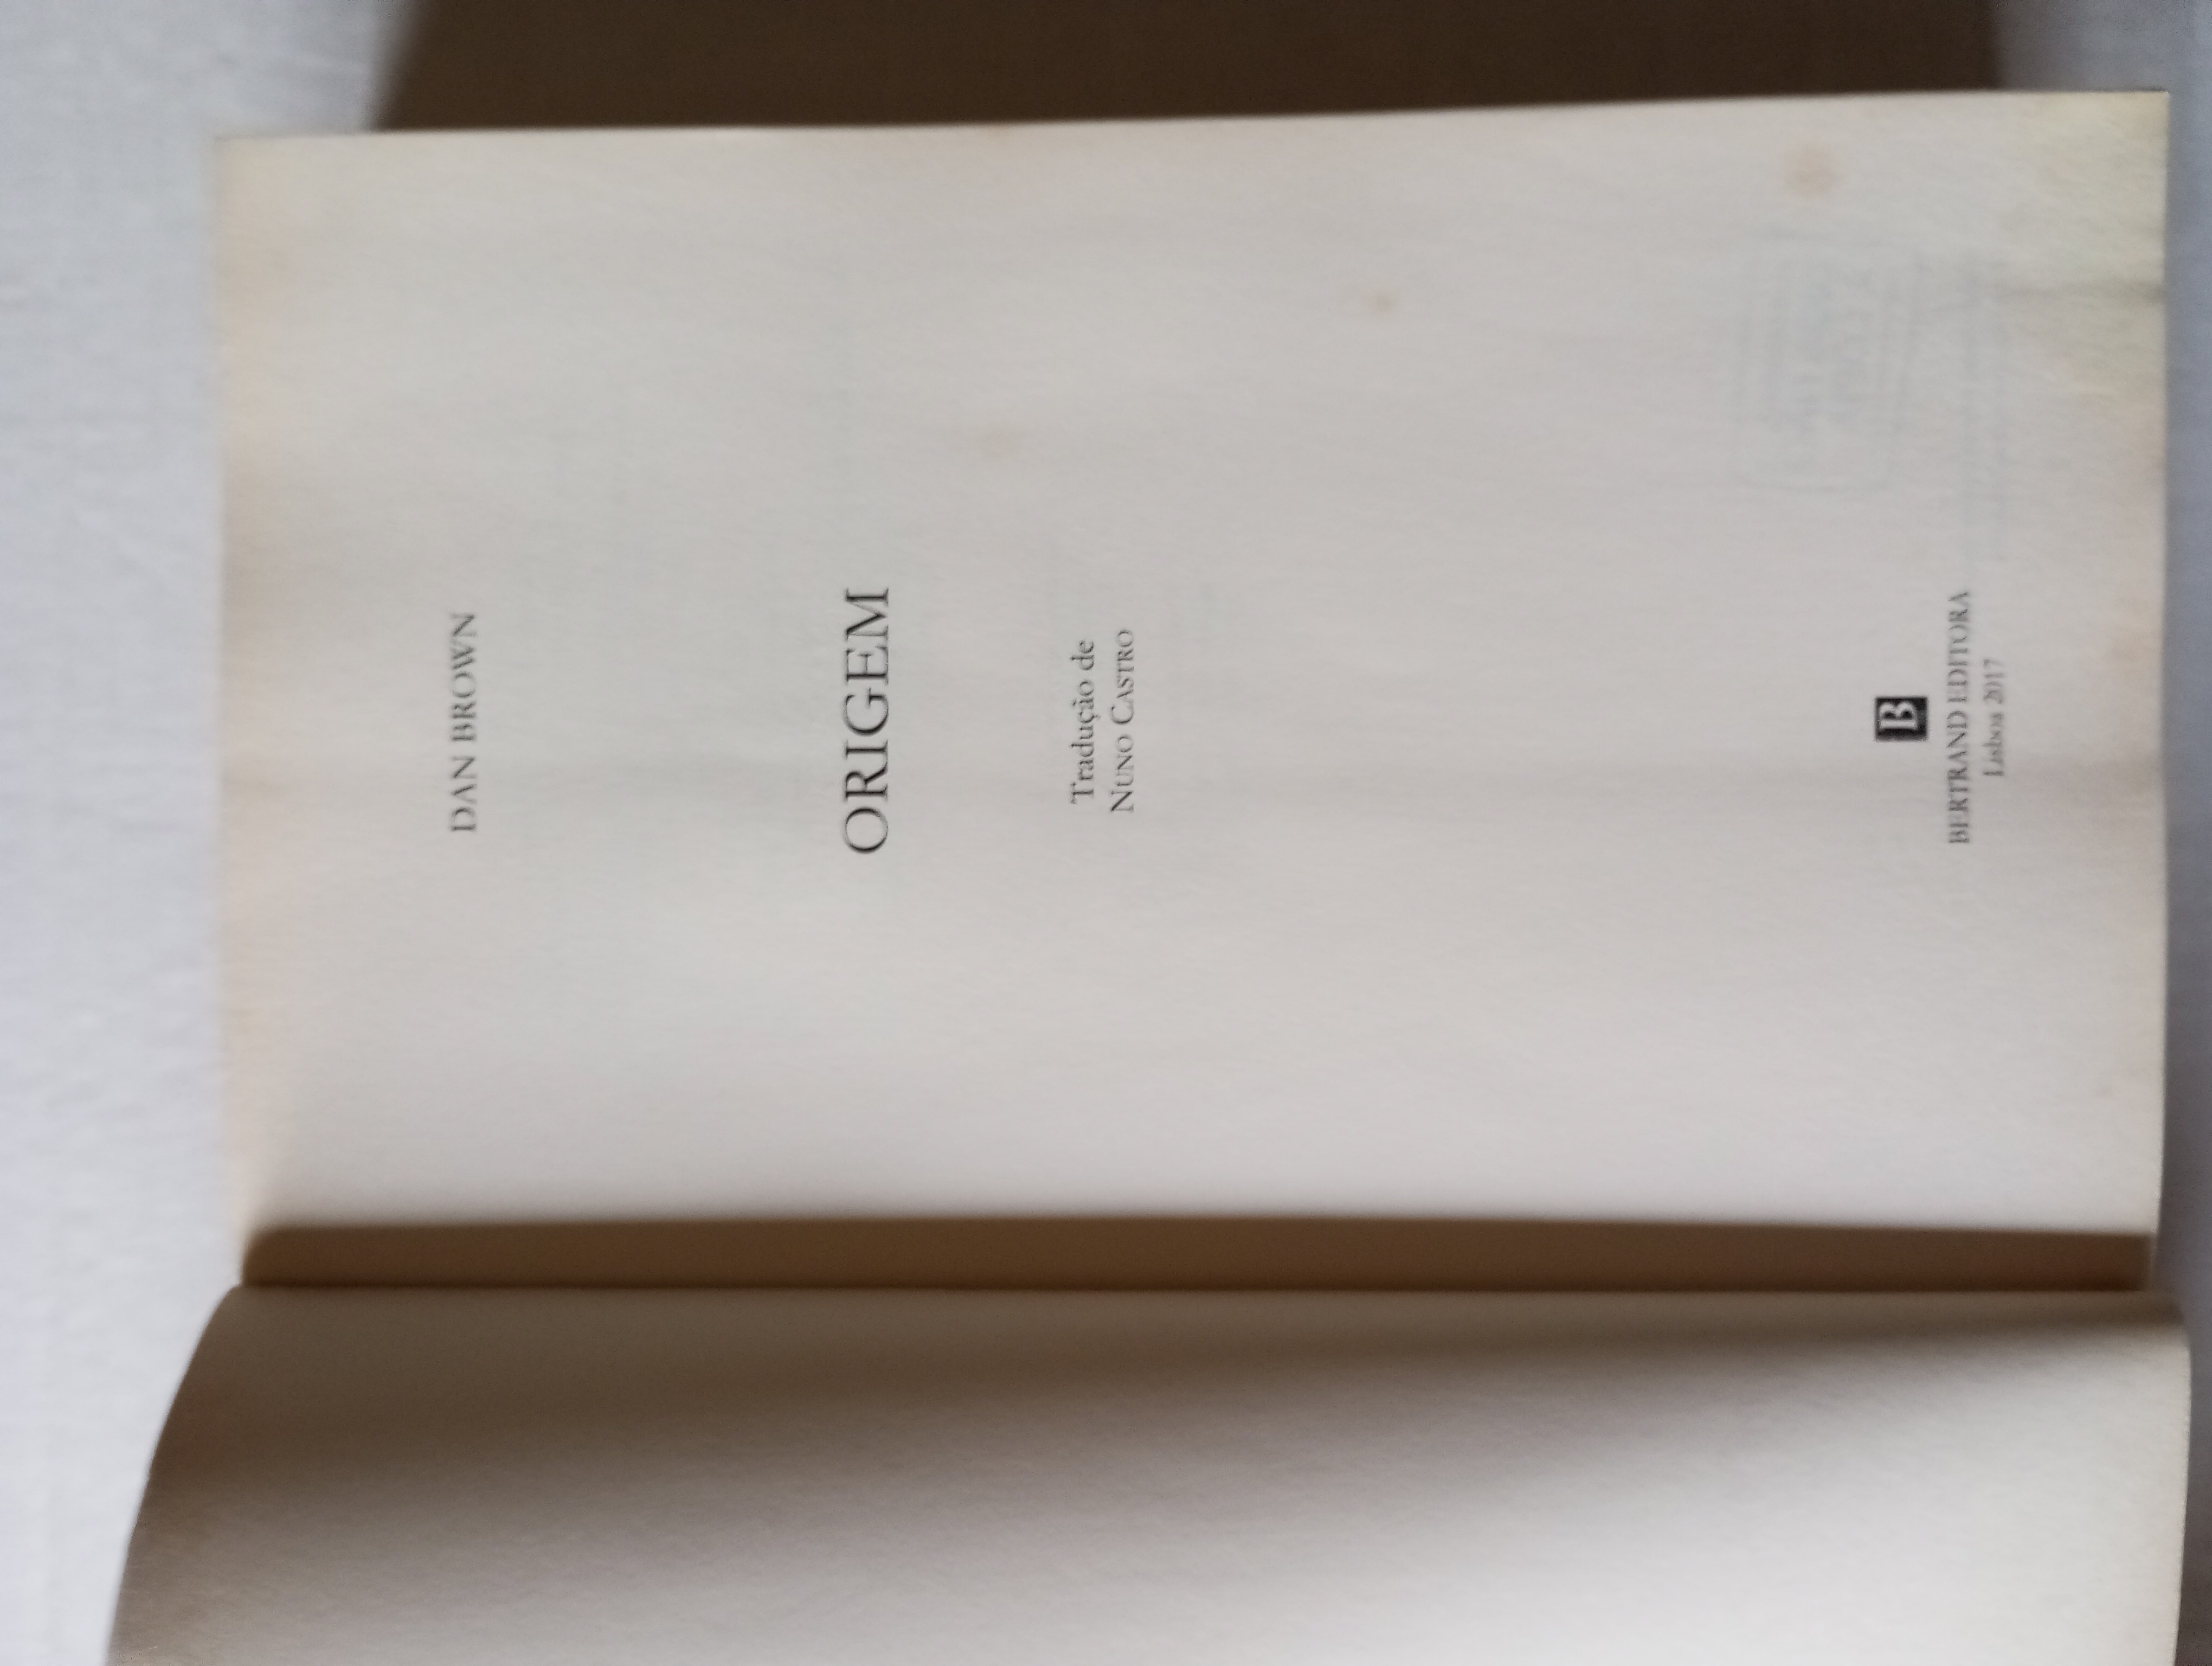 DAN BROWN
ORIGEM
Tradução de
NUNO CASTRO
B
BERTRAND EDITORA
Lisboa 2017